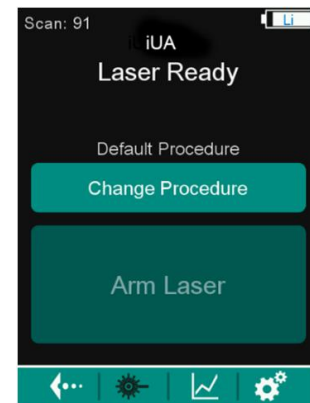 Scan: 91
Li
iUA
Laser Ready
Default Procedure
Change Procedure
Arm Laser